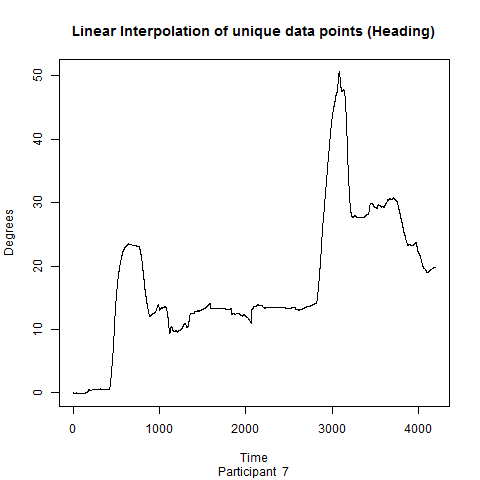 Linear Interpolation of unique data points (Heading)
50
40
30
20
10
0
Degrees
0 1000 2000 3000 4000
Time
Participant 7